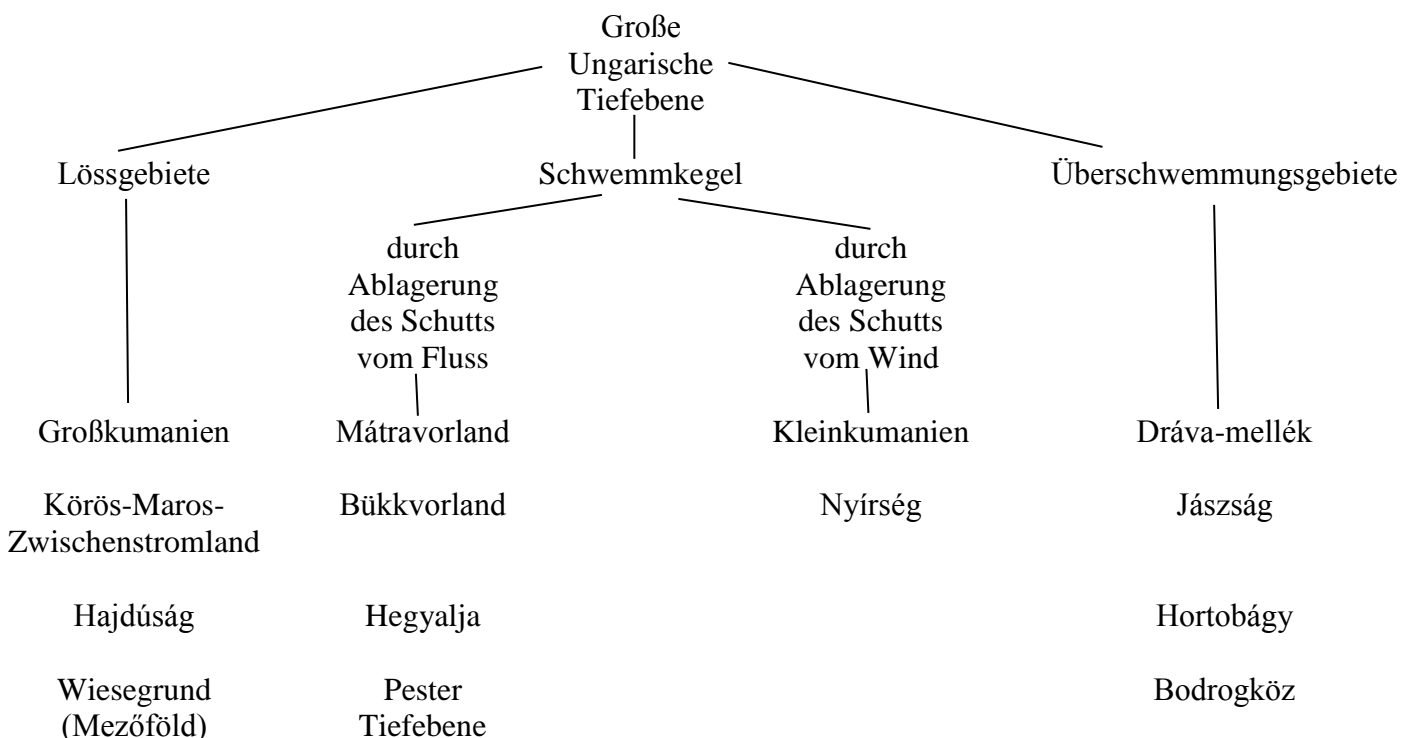 Große
Ungarische
Tiefebene
Lössgebiete
Schwemmkegel
Überschwemmungsgebiete
durch
Ablagerung
des Schutts
vom Fluss
durch
Ablagerung
des Schutts
vom Wind
Großkumanien
Mátravorland
Kleinkumanien
Dráva-mellék
Körös-Maros-
Zwischenstromland
Bükkvorland
Nyírség
Jászság
Hajdúság
Hegyalja
Hortobágy
Wiesegrund
(Mezőföld)
Pester
Tiefebene
Bodrogköz